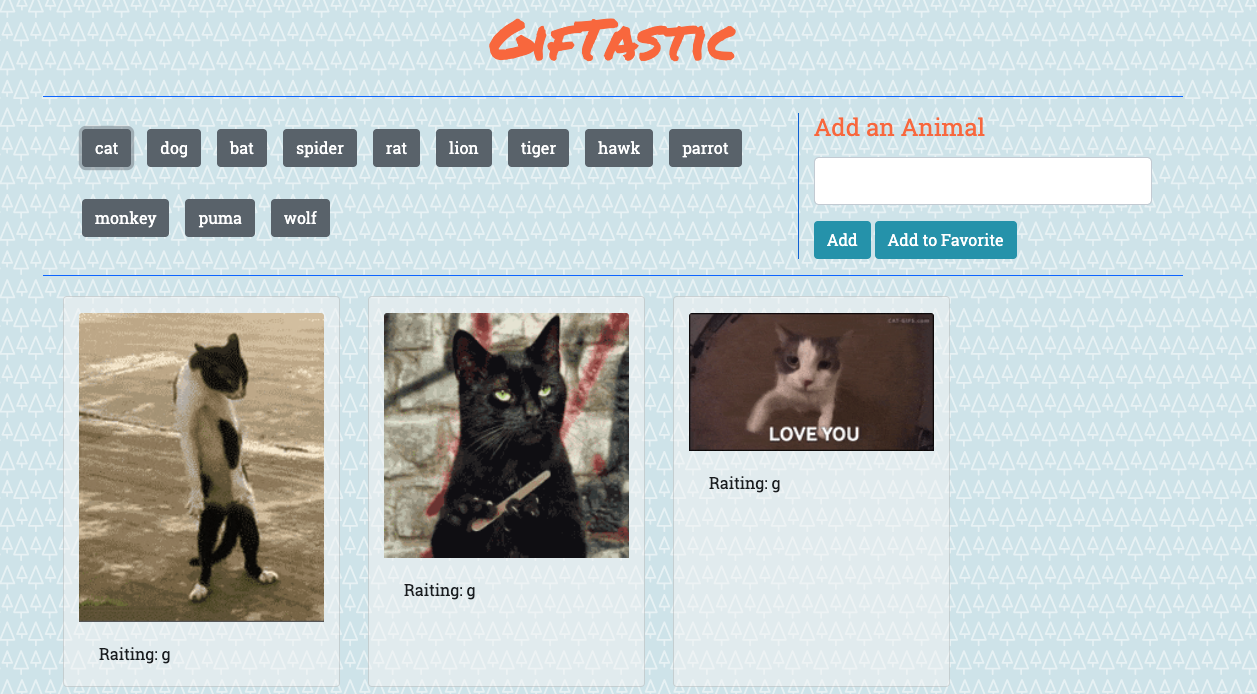 GifTastic
cat dog bat spider rat lion tiger hawk parrot
monkey puma wolf
Add an Animal
Add Add to Favorite
CAT-GIFS.com
LOVE YOU
Raiting: g
Raiting: g
Raiting: g